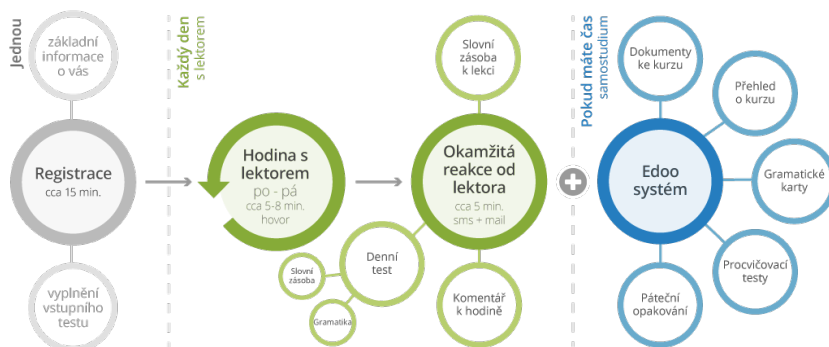 Jednou
základní
informace
o vás
Registrace
cca 15 min.
vyplnění
vstupního
testu
Každý den
s lektorem
Hodina s
lektorem
po - pá
cca 5-8 min.
hovor
Slovní
zásoba
k lekci
Okamžitá
reakce od
lektora
cca 5 min.
sms + mail
Denní
test
Slovní
zásoba
Gramatika
Komentář
k hodině
Pokud máte čas
samostudium
Dokumenty
ke kurzu
Přehled
o kurzu
Edoo
systém
Gramatické
karty
Procvičovací
testy
Páteční
opakování